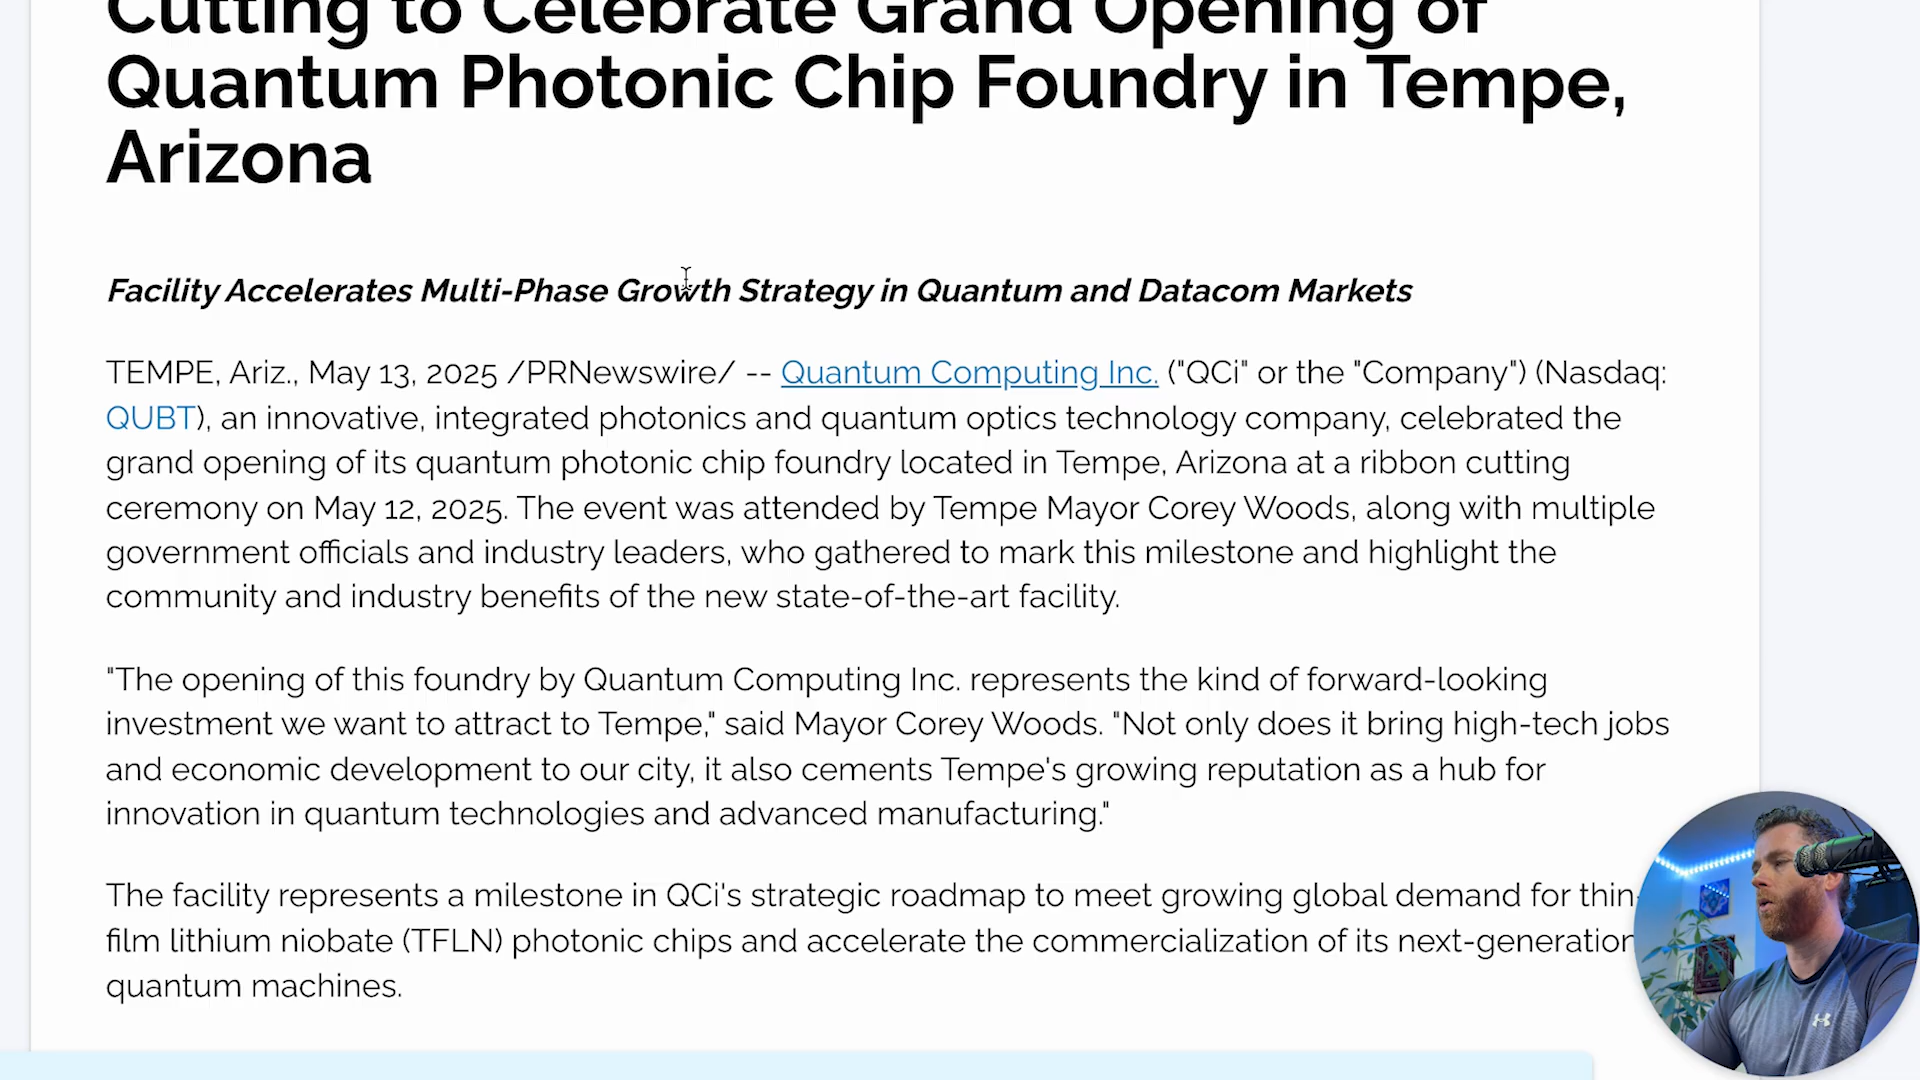 Cutting to Celebrate Grand Opening of
Quantum Photonic Chip Foundry in Tempe,
Arizona
Facility Accelerates Multi-Phase Growth Strategy in Quantum and Datacom Markets
TEMPE, Ariz., May 13, 2025 /PRNewswire/ -- Quantum Computing Inc. ("QCi" or the "Company") (Nasdaq:
QUBT), an innovative, integrated photonics and quantum optics technology company, celebrated the
grand opening of its quantum photonic chip foundry located in Tempe, Arizona at a ribbon cutting
ceremony on May 12, 2025. The event was attended by Tempe Mayor Corey Woods, along with multiple
government officials and industry leaders, who gathered to mark this milestone and highlight the
community and industry benefits of the new state-of-the-art facility.
"The opening of this foundry by Quantum Computing Inc. represents the kind of forward-looking
investment we want to attract to Tempe," said Mayor Corey Woods. "Not only does it bring high-tech jobs
and economic development to our city, it also cements Tempe's growing reputation as a hub for
innovation in quantum technologies and advanced manufacturing."
The facility represents a milestone in QCi's strategic roadmap to meet growing global demand for thin-
film lithium niobate (TFLN) photonic chips and accelerate the commercialization of its next-generation
quantum machines.